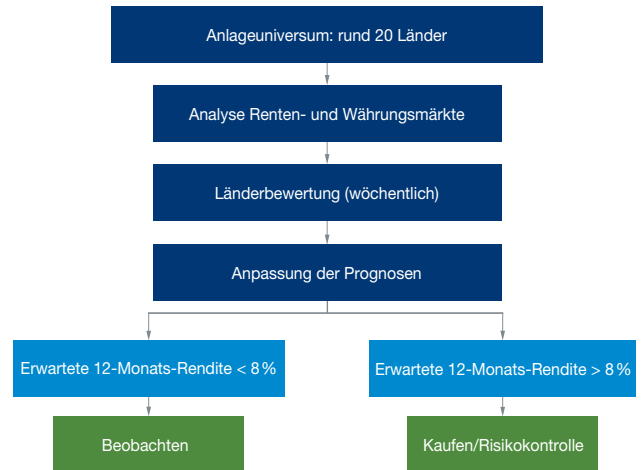 Anlageuniversum: rund 20 Länder
Analyse Renten- und Währungsmärkte
Länderbewertung (wöchentlich)
Anpassung der Prognosen
Erwartete 12-Monats-Rendite < 8 %
Erwartete 12-Monats-Rendite > 8 %
Beobachten
Kaufen/Risikokontrolle